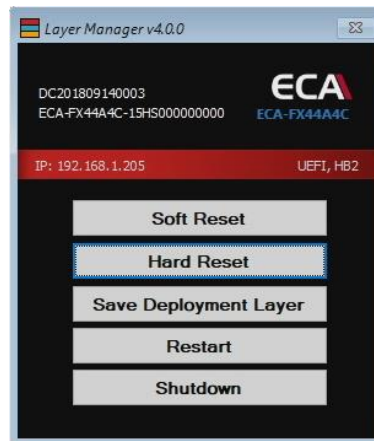 Layer Manager v4.0.0
DC201809140003
ECA-FX44A4C-15HS000000000
ECA
ECA-FX44A4C
IP: 192.168.1.205 UEFI, HB2
Soft Reset
Hard Reset
Save Deployment Layer
Restart
Shutdown